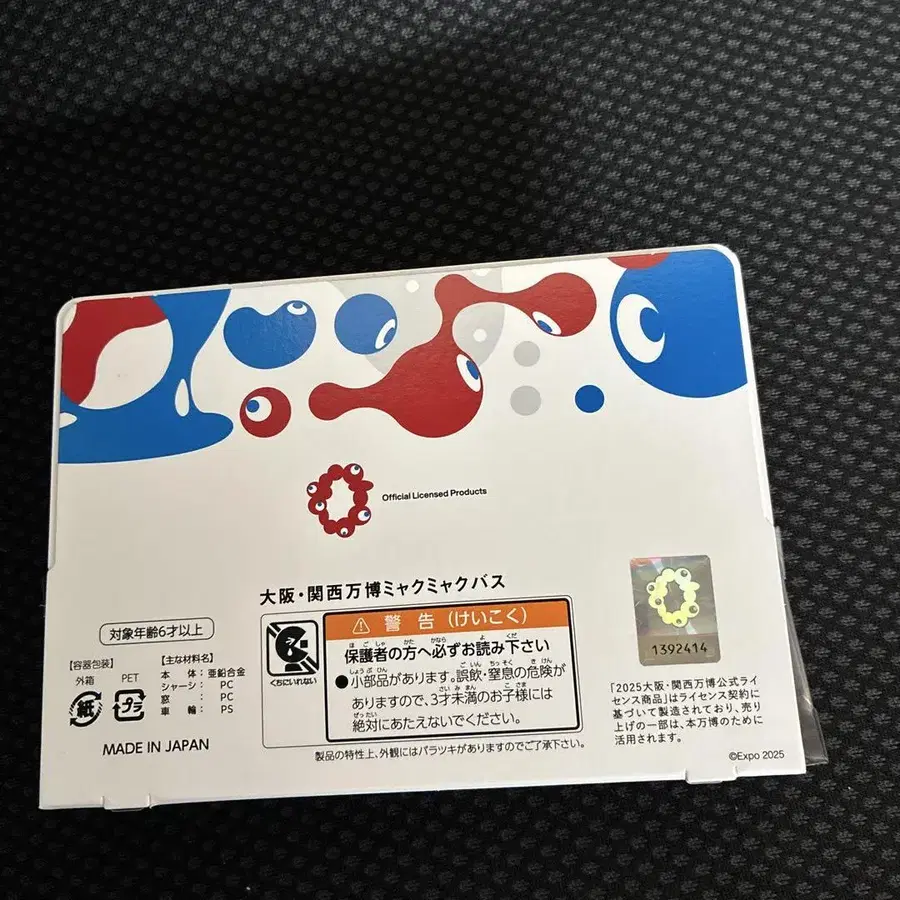 Official Licensed Products
大阪・関西万博ミャクミャクバス
対象年齢6才以上
【容器包装】
外箱 PET
紙 プラ
【主な材料名】
本 体： 亜鉛合金
シャーシ： PC
窓 ： PC
車 輪： PS
MADE IN JAPAN
くちにいれない
警 告 (けいこく)
保護者の方へ必ずお読み下さい
●小部品があります。誤飲・窒息の危険が
ありますので、3才未満のお子様には
絶対にあたえないでください。
製品の特性上、外観にはバラツキがありますのでご了承下さい。
1392414
「2025大阪・関西万博公式ライ
センス商品」はライセンス契約に
基づいて製造されており、売り
上げの一部は、本万博のために
活用されます。
©Expo 2025